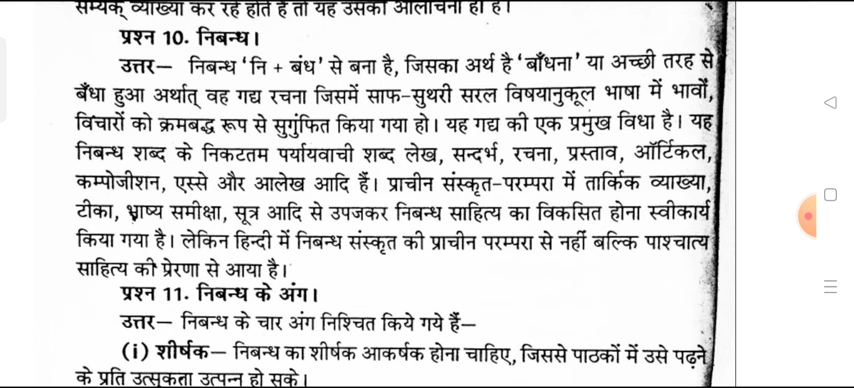 सम्यक् व्याख्या कर रहे होते हैं तो यह उसकी आलोचना ही है।
प्रश्न 10. निबन्ध।
उत्तर— निबन्ध ‘नि + बंध’ से बना है, जिसका अर्थ है ‘बाँधना’ या अच्छी तरह से
बँधा हुआ अर्थात् वह गद्य रचना जिसमें साफ-सुथरी सरल विषयानुकूल भाषा में भावों,
विचारों को क्रमबद्ध रूप से सुगुंफित किया गया हो। यह गद्य की एक प्रमुख विधा है। यह
निबन्ध शब्द के निकटतम पर्यायवाची शब्द लेख, सन्दर्भ, रचना, प्रस्ताव, ऑर्टिकल,
कम्पोजीशन, एस्से और आलेख आदि हैं। प्राचीन संस्कृत-परम्परा में तार्किक व्याख्या,
टीका, भाष्य समीक्षा, सूत्र आदि से उपजकर निबन्ध साहित्य का विकसित होना स्वीकार्य
किया गया है। लेकिन हिन्दी में निबन्ध संस्कृत की प्राचीन परम्परा से नहीं बल्कि पाश्चात्य
साहित्य की प्रेरणा से आया है।
प्रश्न 11. निबन्ध के अंग।
उत्तर— निबन्ध के चार अंग निश्चित किये गये हैं—
(i) शीर्षक— निबन्ध का शीर्षक आकर्षक होना चाहिए, जिससे पाठकों में उसे पढ़ने
के प्रति उत्सुकता उत्पन्न हो सके।